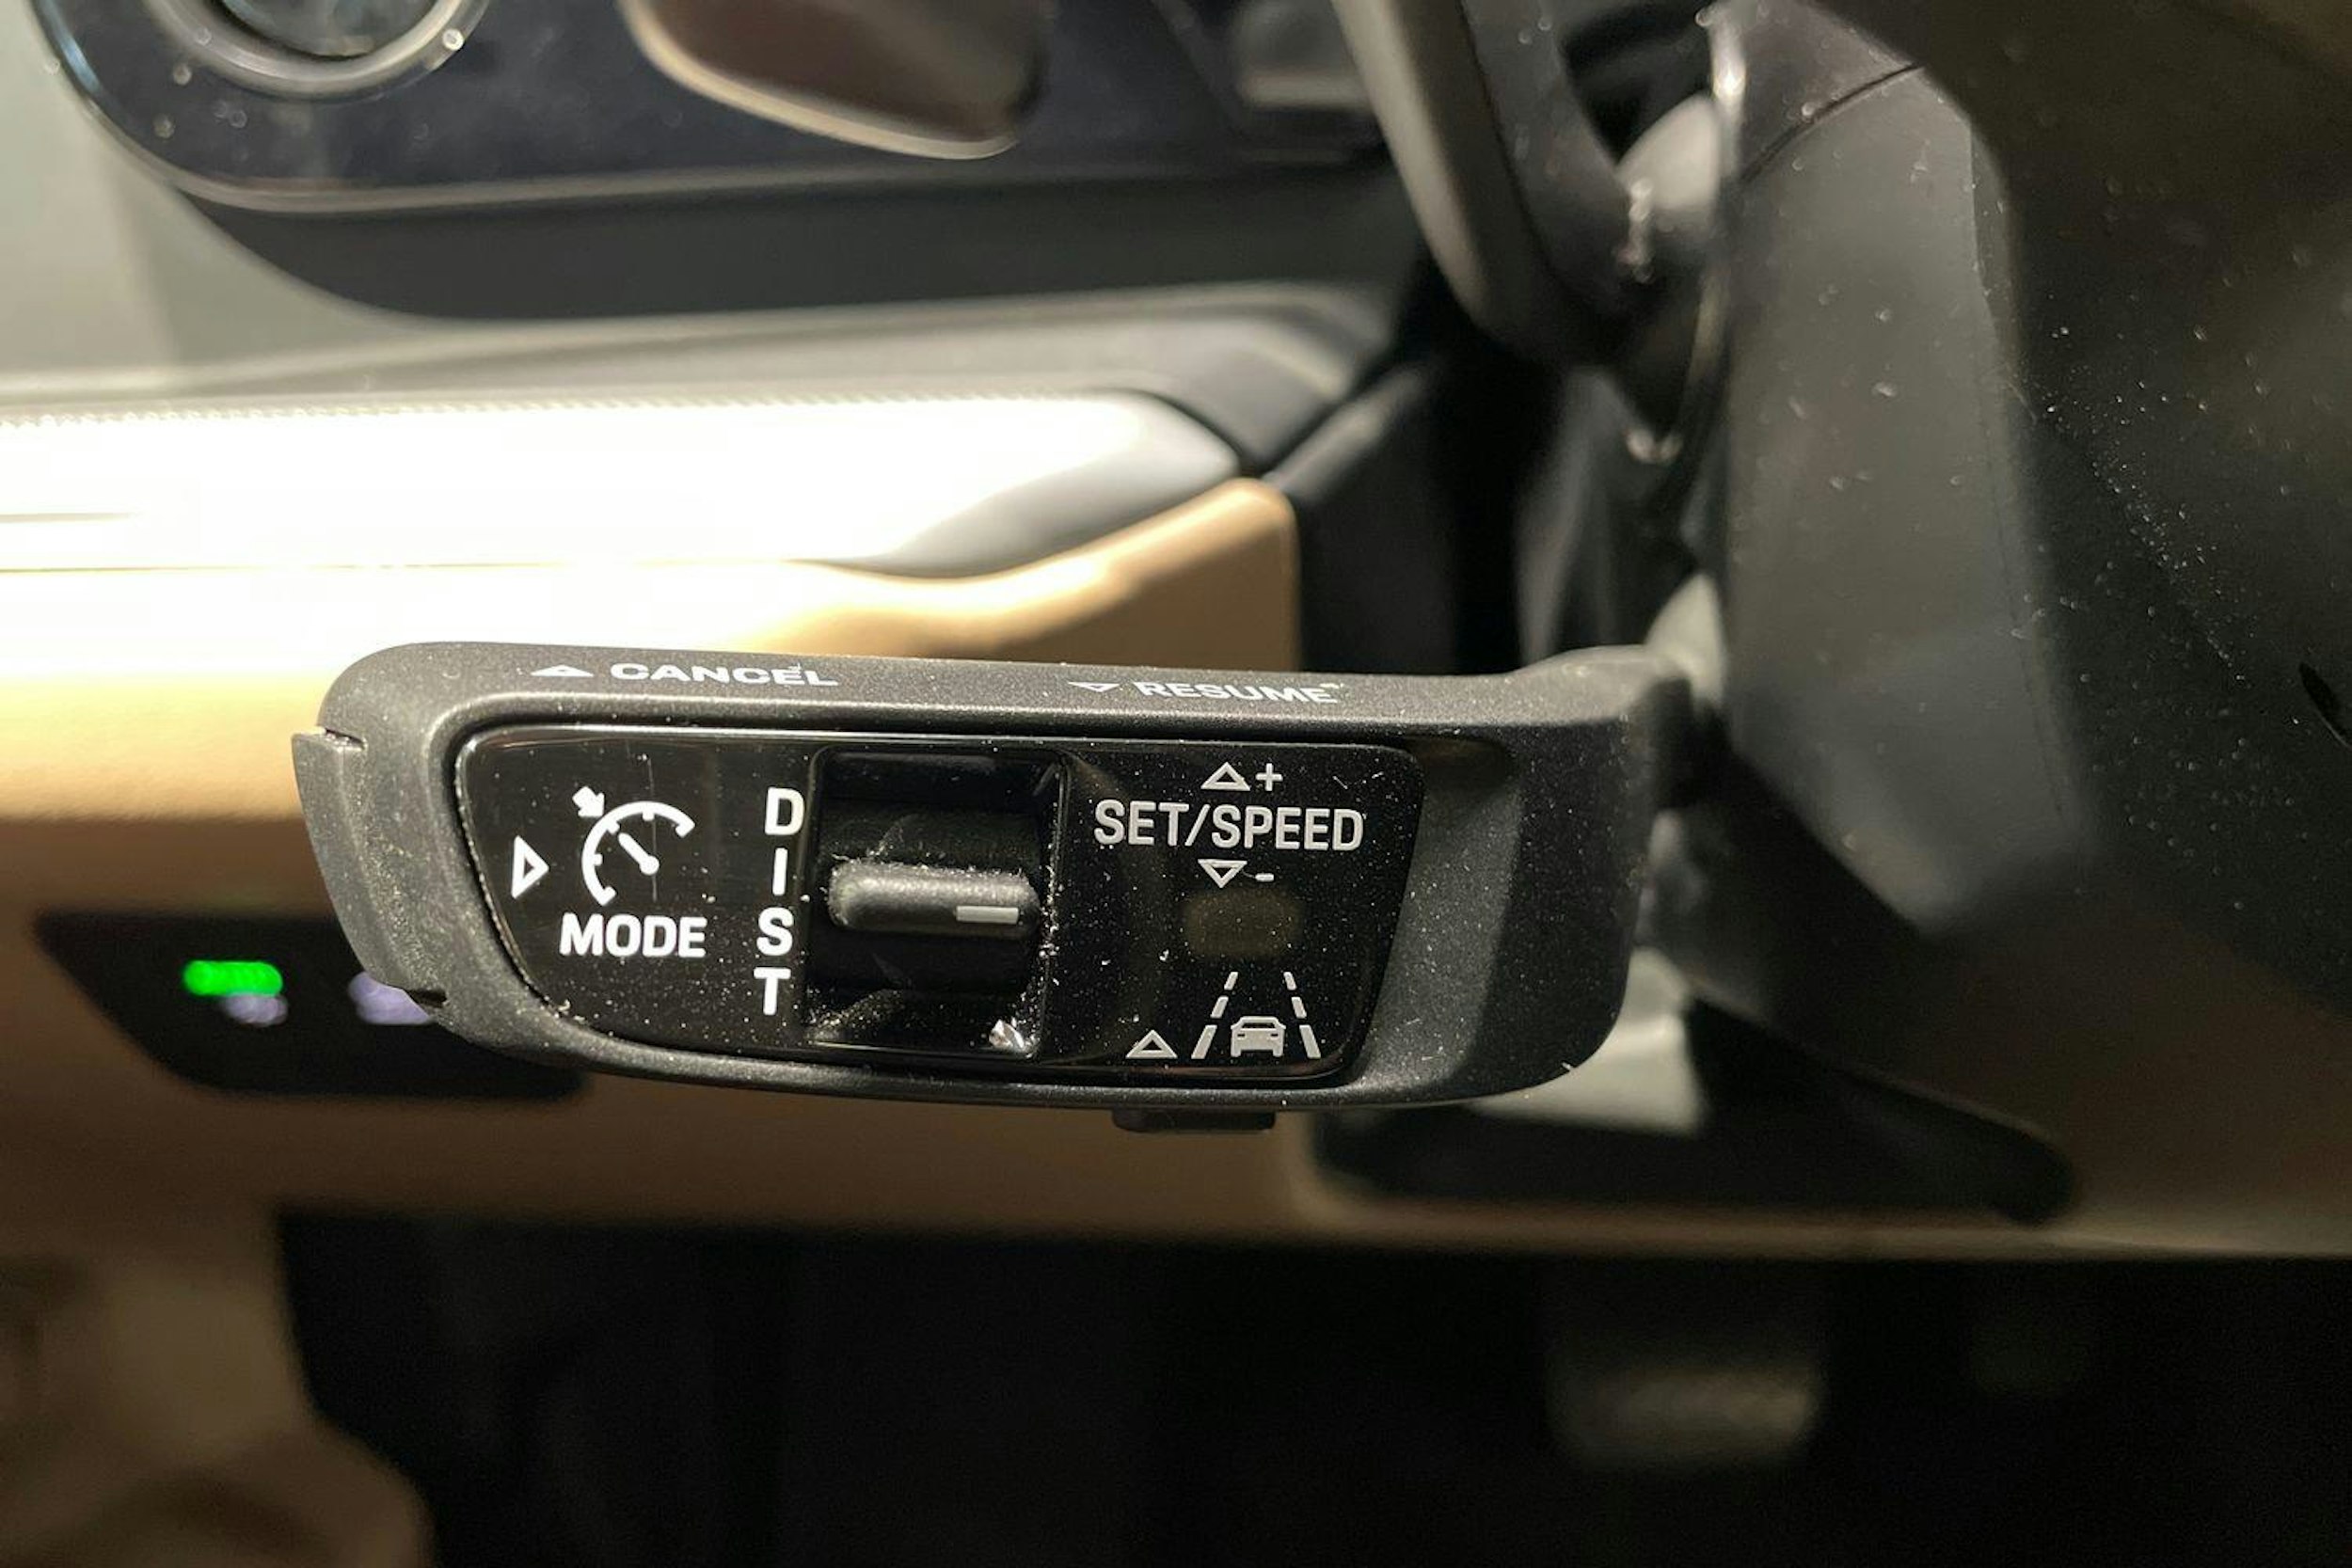 CANCEL
RESUME
MODE
DIST
+
SET/SPEED
-